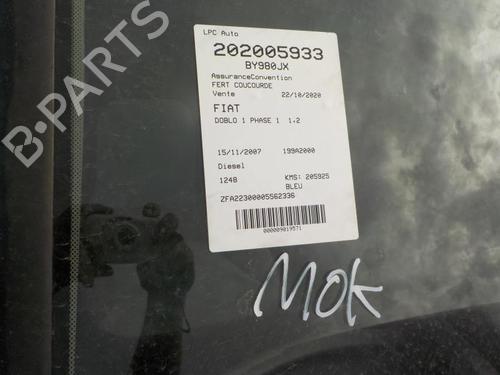 LPC Auto
202005933
BY980JX
AssuranceConvention
FERT COUCOURDE
Vente 22/10/2020
FIAT
DOBLO 1 PHASE 1 1.2
15/11/2007 199A2000
Diesel
1248 KMS: 205925
BLEU
ZFA22300005562336
000009019571
MOK
B-PARTS